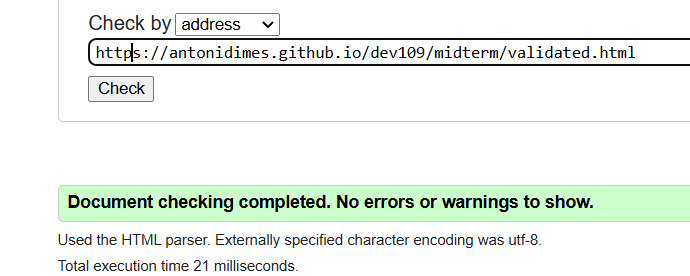 Check by address
https://antonidimes.github.io/dev109/midterm/validated.html
Check
Document checking completed. No errors or warnings to show.
Used the HTML parser. Externally specified character encoding was utf-8.
Total execution time 21 milliseconds.